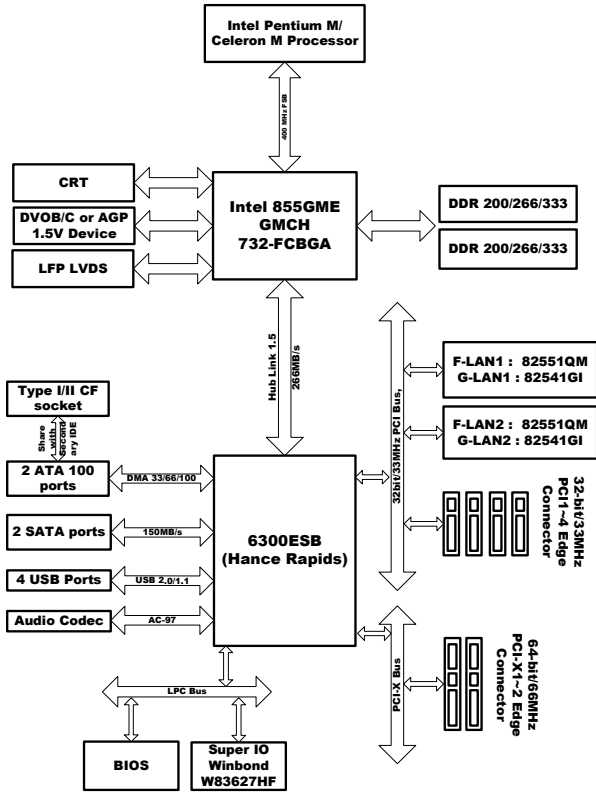 Intel Pentium M/
Celeron M Processor
400 MHz FSB
CRT
DVOB/C or AGP
1.5V Device
LFP LVDS
Intel 855GME
GMCH
732-FCBGA
DDR 200/266/333
DDR 200/266/333
Hub Link 1.5
266MB/s
32bit/33MHz PCI Bus,
F-LAN1 : 82551QM
G-LAN1 : 82541GI
F-LAN2 : 82551QM
G-LAN2 : 82541GI
Type I/II CF
socket
Share
with
Second
ary IDE
2 ATA 100
ports
DMA 33/66/100
2 SATA ports
150MB/s
4 USB Ports
USB 2.0/1.1
Audio Codec
AC-97
6300ESB
(Hance Rapids)
32-bit/33MHz
PCI1~4 Edge
Connector
PCI-X Bus
64-bit/66MHz
PCI-X1~2 Edge
Connector
LPC Bus
BIOS
Super IO
Winbond
W83627HF